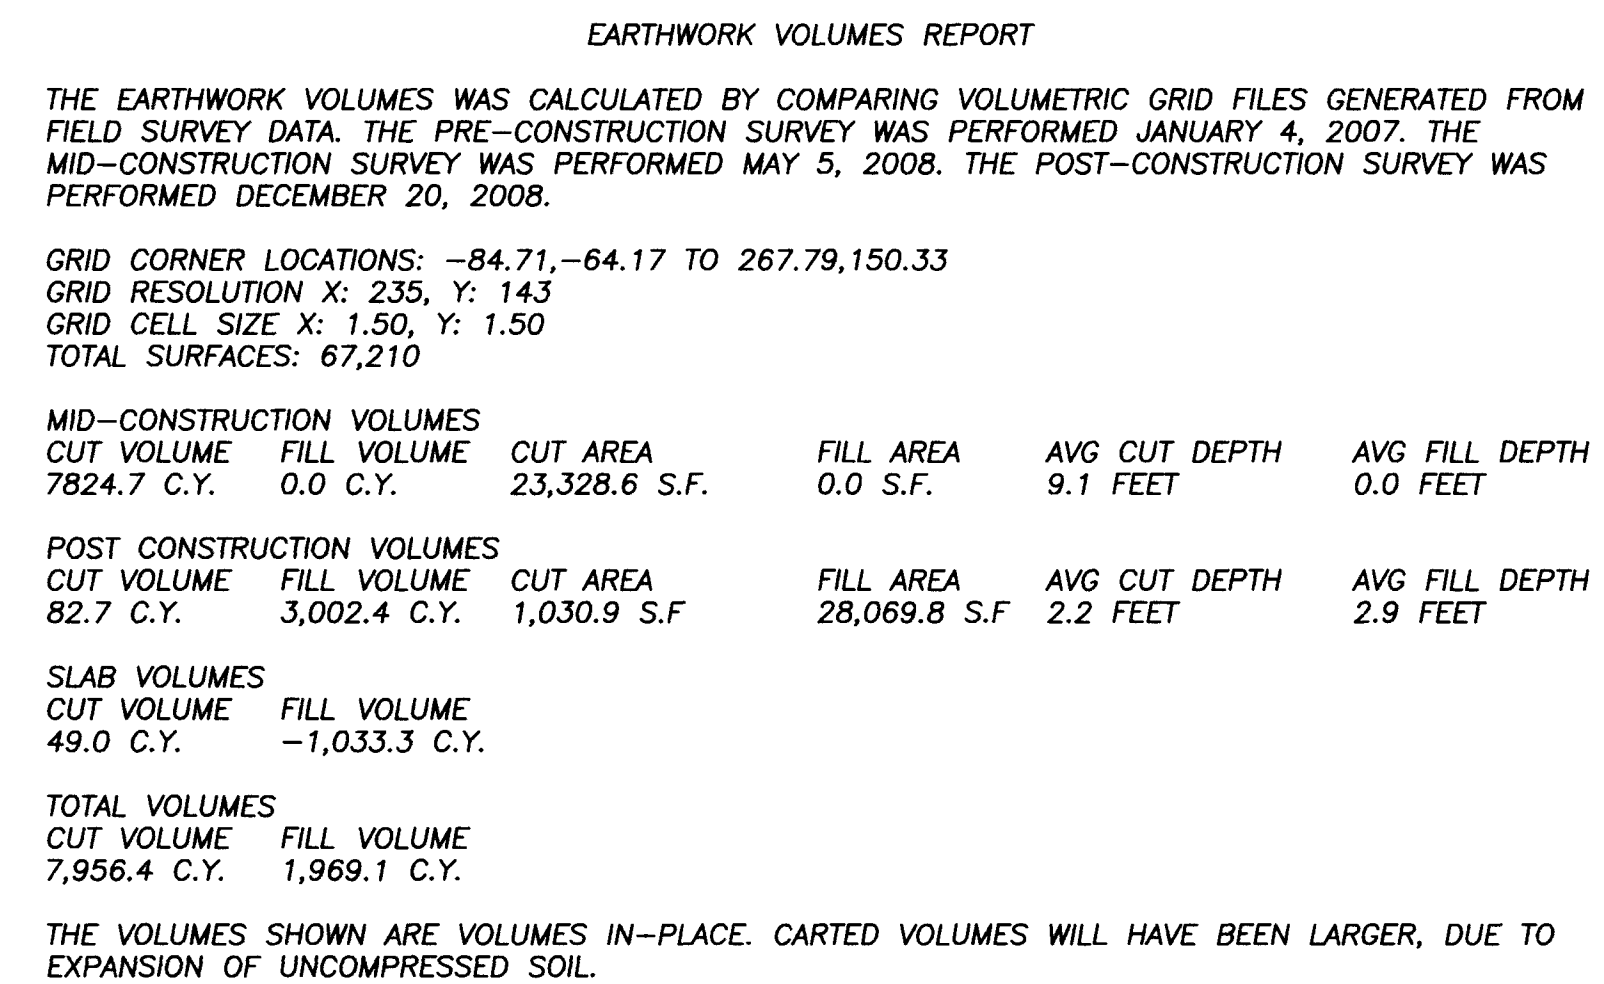 EARTHWORK VOLUMES REPORT
THE EARTHWORK VOLUMES WAS CALCULATED BY COMPARING VOLUMETRIC GRID FILES GENERATED FROM
FIELD SURVEY DATA. THE PRE-CONSTRUCTION SURVEY WAS PERFORMED JANUARY 4, 2007. THE
MID-CONSTRUCTION SURVEY WAS PERFORMED MAY 5, 2008. THE POST-CONSTRUCTION SURVEY WAS
PERFORMED DECEMBER 20, 2008.
GRID CORNER LOCATIONS: -84.71,-64.17 TO 267.79,150.33
GRID RESOLUTION X: 235, Y: 143
GRID CELL SIZE X: 1.50, Y: 1.50
TOTAL SURFACES: 67,210
MID-CONSTRUCTION VOLUMES
CUT VOLUME FILL VOLUME CUT AREA FILL AREA AVG CUT DEPTH AVG FILL DEPTH
7824.7 C.Y. 0.0 C.Y. 23,328.6 S.F. 0.0 S.F. 9.1 FEET 0.0 FEET
POST CONSTRUCTION VOLUMES
CUT VOLUME FILL VOLUME CUT AREA FILL AREA AVG CUT DEPTH AVG FILL DEPTH
82.7 C.Y. 3,002.4 C.Y. 1,030.9 S.F 28,069.8 S.F 2.2 FEET 2.9 FEET
SLAB VOLUMES
CUT VOLUME FILL VOLUME
49.0 C.Y. -1,033.3 C.Y.
TOTAL VOLUMES
CUT VOLUME FILL VOLUME
7,956.4 C.Y. 1,969.1 C.Y.
THE VOLUMES SHOWN ARE VOLUMES IN-PLACE. CARTED VOLUMES WILL HAVE BEEN LARGER, DUE TO
EXPANSION OF UNCOMPRESSED SOIL.